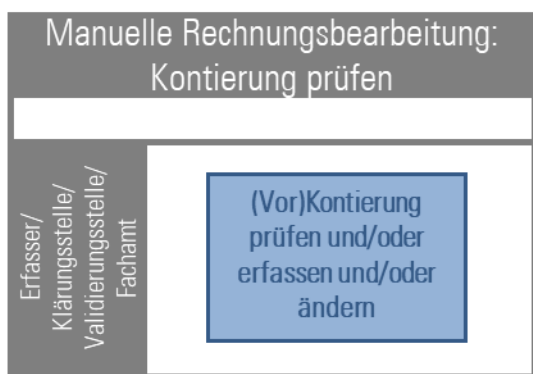 Manuelle Rechnungsbearbeitung:
Kontierung prüfen
Erfasser/
Klärungsstelle/
Validierungsstelle/
Fachamt
(Vor)Kontierung
prüfen und/oder
erfassen und/oder
ändern